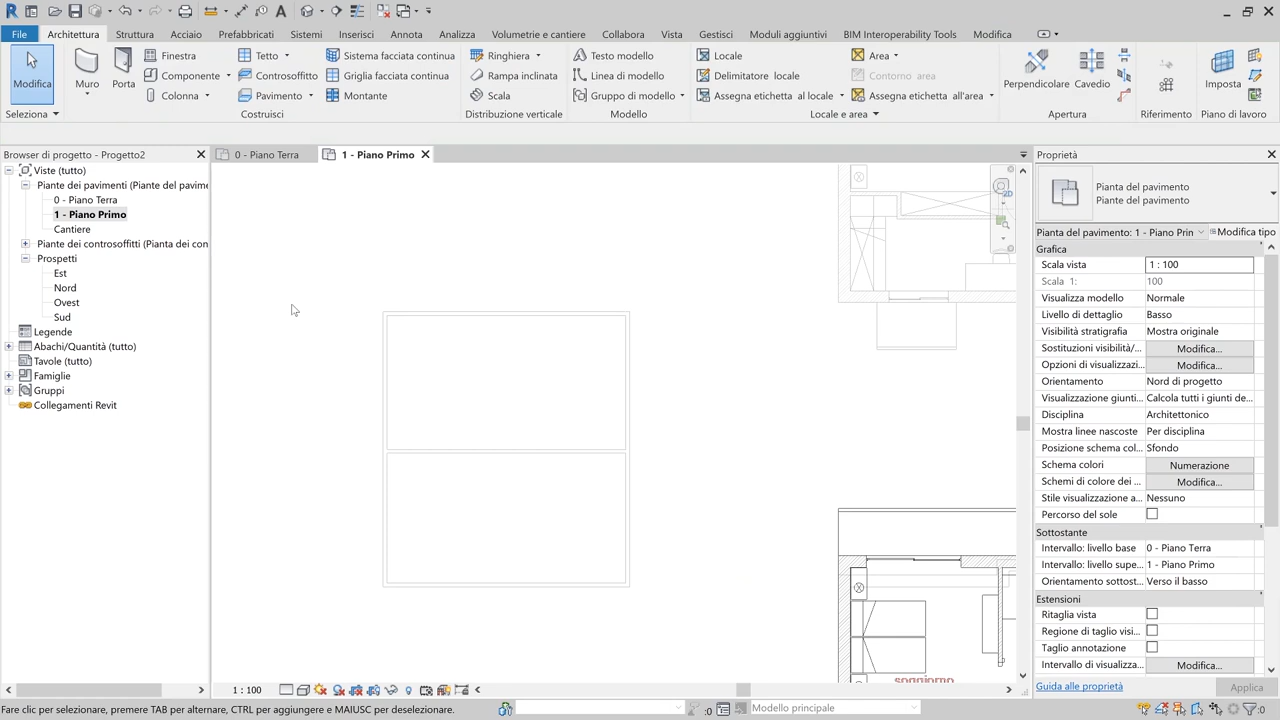 File Architettura Struttura Acciaio Prefabbricati Sistemi Inserisci Annota Analizza Volumetrie e cantiere Collabora Vista Gestisci Moduli aggiuntivi BIM Interoperability Tools Modifica
Modifica
Muro
Porta
Finestra
Componente
Colonna
Tetto
Controsoffitto
Pavimento
Sistema facciata continua
Griglia facciata continua
Montante
Ringhiera
Rampa inclinata
Scala
Testo modello
Linea di modello
Gruppo di modello
Locale
Delimitatore locale
Assegna etichetta al locale
Area
Contorno area
Assegna etichetta all'area
Perpendicolare
Cavedio
Imposta
Seleziona Costruisci Distribuzione verticale Modello Locale e area Apertura Riferimento Piano di lavoro
Browser di progetto - Progetto2
0 - Piano Terra
1 - Piano Primo
Proprietà
Viste (tutto)
Piante dei pavimenti (Piante del pavime
0 - Piano Terra
1 - Piano Primo
Cantiere
Piante dei controsoffitti (Pianta dei con
Prospetti
Est
Nord
Ovest
Sud
Legende
Abachi/Quantità (tutto)
Tavole (tutto)
Famiglie
Gruppi
Collegamenti Revit
2D
Pianta del pavimento
Piante del pavimento
Pianta del pavimento: 1 - Piano Prin
Modifica tipo
Grafica
Scala vista 1 : 100
Scala 1: 100
Visualizza modello Normale
Livello di dettaglio Basso
Visibilità stratigrafia Mostra originale
Sostituzioni visibilità/... Modifica...
Opzioni di visualizzazi... Modifica...
Orientamento Nord di progetto
Visualizzazione giunti... Calcola tutti i giunti de...
Disciplina Architettonico
Mostra linee nascoste Per disciplina
Posizione schema col... Sfondo
Schema colori Numerazione
Schemi di colore dei ... Modifica...
Stile visualizzazione a... Nessuno
Percorso del sole
Sottostante
Intervallo: livello base 0 - Piano Terra
Intervallo: livello supe... 1 - Piano Primo
Orientamento sottost... Verso il basso
Estensioni
Ritaglia vista
Regione di taglio visi...
Taglio annotazione
Intervallo di visualizza... Modifica...
Guida alle proprietà
Applica
soggiorno
1 : 100
Fare clic per selezionare, premere TAB per alternare, CTRL per aggiungere e MAIUSC per deselezionare.
:0
Modello principale
:0